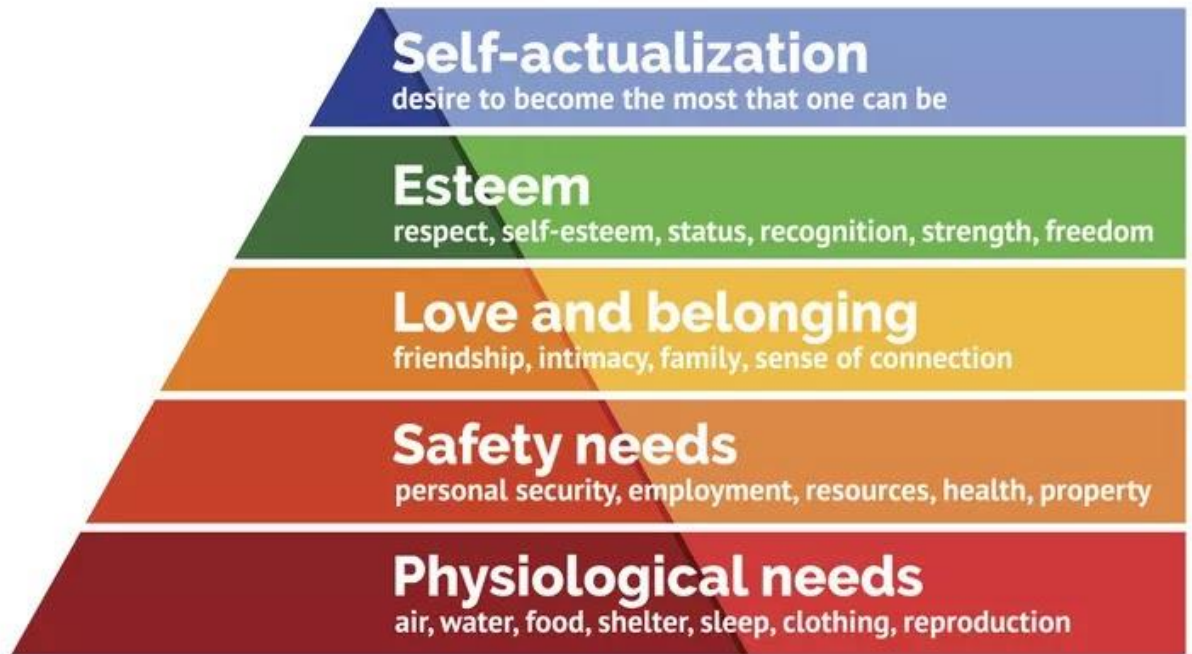 Self-actualization
desire to become the most that one can be
Esteem
respect, self-esteem, status, recognition, strength, freedom
Love and belonging
friendship, intimacy, family, sense of connection
Safety needs
personal security, employment, resources, health, property
Physiological needs
air, water, food, shelter, sleep, clothing, reproduction